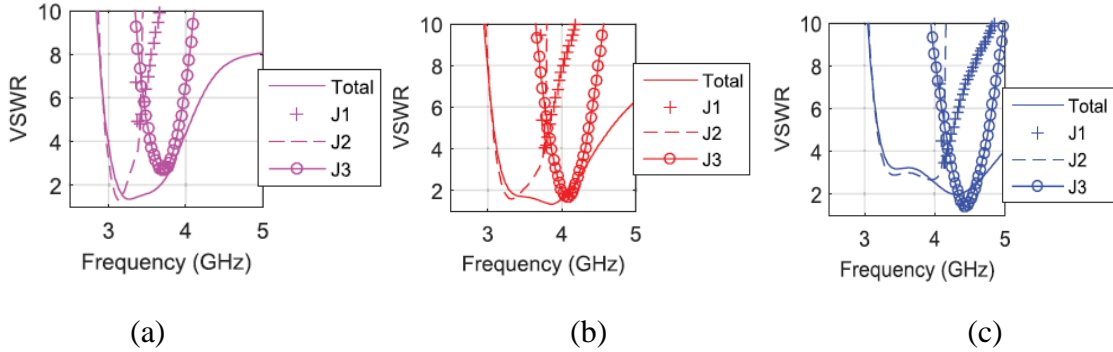 VSWR
10
8
6
4
2
3
4
5
Frequency (GHz)
Total
J1
J2
J3
(a)
VSWR
10
8
6
4
2
3
4
5
Frequency (GHz)
Total
J1
J2
J3
(b)
VSWR
10
8
6
4
2
3
4
5
Frequency (GHz)
Total
J1
J2
J3
(c)